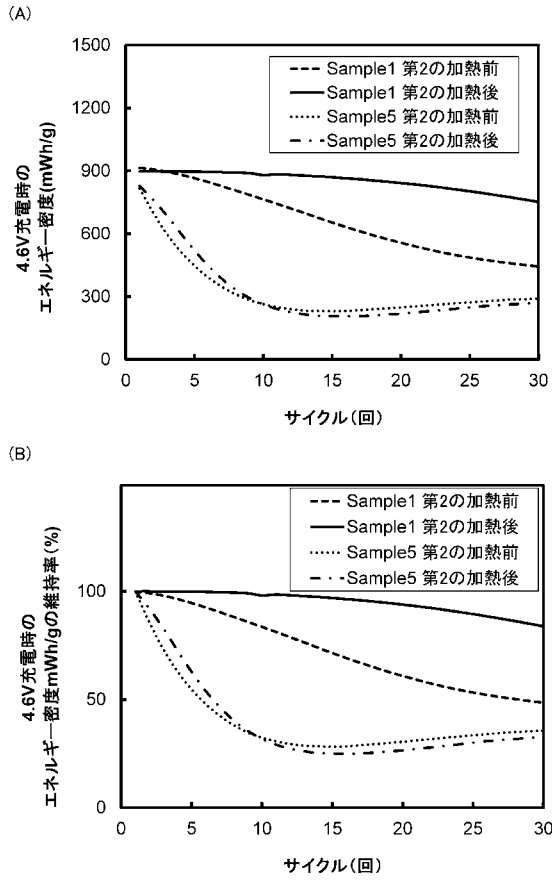 (A)
1500
1200
900
600
300
0
4.6V充電時の
エネルギー密度(mWh/g)
Sample1 第2の加熱前
Sample1 第2の加熱後
Sample5 第2の加熱前
Sample5 第2の加熱後
0 5 10 15 20 25 30
サイクル(回)
(B)
100
50
0
4.6V充電時の
エネルギー密度mWh/gの維持率(%)
Sample1 第2の加熱前
Sample1 第2の加熱後
Sample5 第2の加熱前
Sample5 第2の加熱後
0 5 10 15 20 25 30
サイクル(回)